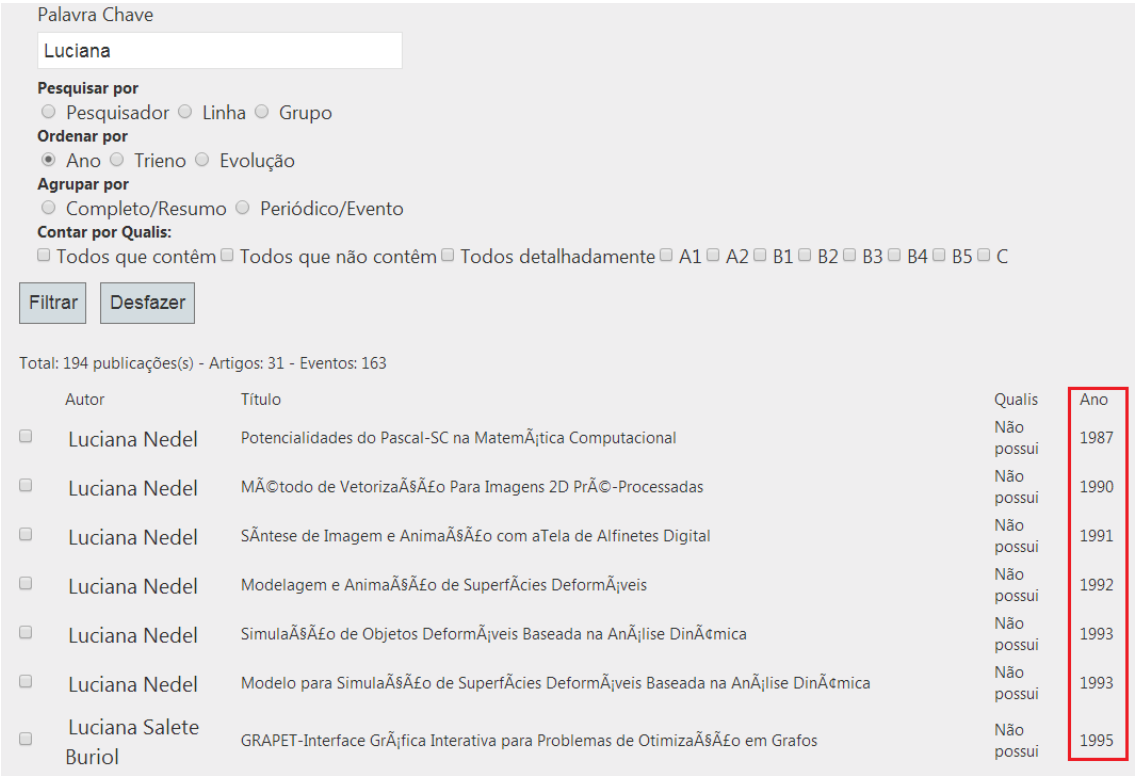 Palavra Chave
Luciana
Pesquisar por
Pesquisador Linha Grupo
Ordenar por
Ano Trieno Evolução
Agrupar por
Completo/Resumo Periódico/Evento
Contar por Qualis:
Todos que contêm Todos que não contêm Todos detalhadamente A1 A2 B1 B2 B3 B4 B5 C
Filtrar Desfazer
Total: 194 publicações(s) - Artigos: 31 - Eventos: 163
Autor Título Qualis Ano
Luciana Nedel Potencialidades do Pascal-SC na MatemÃ¡tica Computacional Não possui 1987
Luciana Nedel MÃ©todo de VetorizaÃ§Ã£o Para Imagens 2D PrÃ©-Processadas Não possui 1990
Luciana Nedel SÃntese de Imagem e AnimaÃ§Ã£o com aTela de Alfinetes Digital Não possui 1991
Luciana Nedel Modelagem e AnimaÃ§Ã£o de SuperfÃcies DeformÃ¡veis Não possui 1992
Luciana Nedel SimulaÃ§Ã£o de Objetos DeformÃ¡veis Baseada na AnÃ¡lise DinÃ¢mica Não possui 1993
Luciana Nedel Modelo para SimulaÃ§Ã£o de SuperfÃcies DeformÃ¡veis Baseada na AnÃ¡lise DinÃ¢mica Não possui 1993
Luciana Salete Buriol GRAPET-Interface GrÃ¡fica Interativa para Problemas de OtimizaÃ§Ã£o em Grafos Não possui 1995